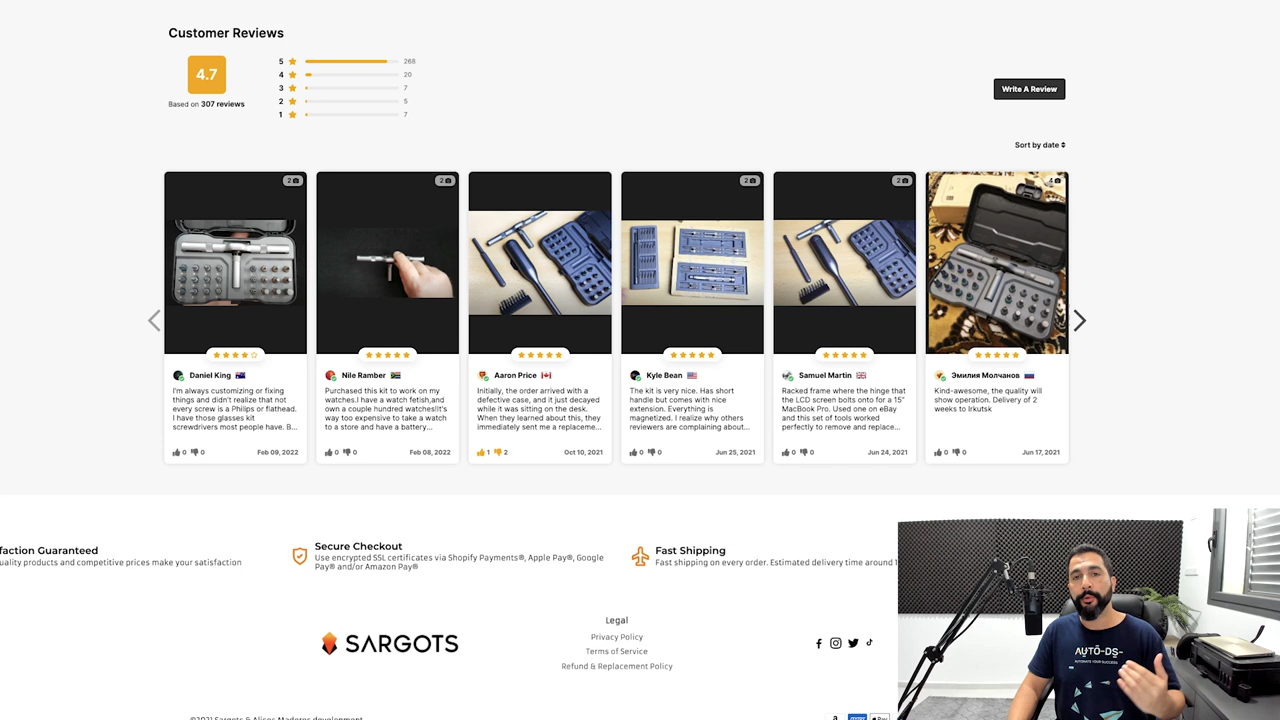 Customer Reviews
4.7
Based on 307 reviews
5 268
4 20
3 7
2 5
1 7
Write A Review
Sort by date
2
2
2
2
4
Daniel King
I'm always customizing or fixing
things and didn't realize that not
every screw is a Philips or flathead.
I have those glasses kit
screwdrivers most people have. B...
0 0 Feb 09, 2022
Nile Ramber
Purchased this kit to work on my
watches.I have a watch fetish,and
own a couple hundred watches!It's
way too expensive to take a watch
to a store and have a battery...
0 0 Feb 08, 2022
Aaron Price
Initially, the order arrived with a
defective case, and it just decayed
while it was sitting on the desk.
When they learned about this, they
immediately sent me a replaceme...
1 2 Oct 10, 2021
Kyle Bean
The kit is very nice. Has short
handle but comes with nice
extension. Everything is
magnetized. I realize why others
reviewers are complaining about...
0 0 Jun 25, 2021
Samuel Martin
Racked frame where the hinge that
the LCD screen bolts onto for a 15"
MacBook Pro. Used one on eBay
and this set of tools worked
perfectly to remove and replace...
0 0 Jun 24, 2021
Эмилия Молчанов
Kind-awesome, the quality will
show operation. Delivery of 2
weeks to Irkutsk
0 0 Jun 17, 2021
faction Guaranteed
uality products and competitive prices make your satisfaction
Secure Checkout
Use encrypted SSL certificates via Shopify Payments®, Apple Pay®, Google
Pay® and/or Amazon Pay®
Fast Shipping
Fast shipping on every order. Estimated delivery time around
SARGOTS
Legal
Privacy Policy
Terms of Service
Refund & Replacement Policy
AUTO-DS-
AUTOMATE YOUR SUCCESS